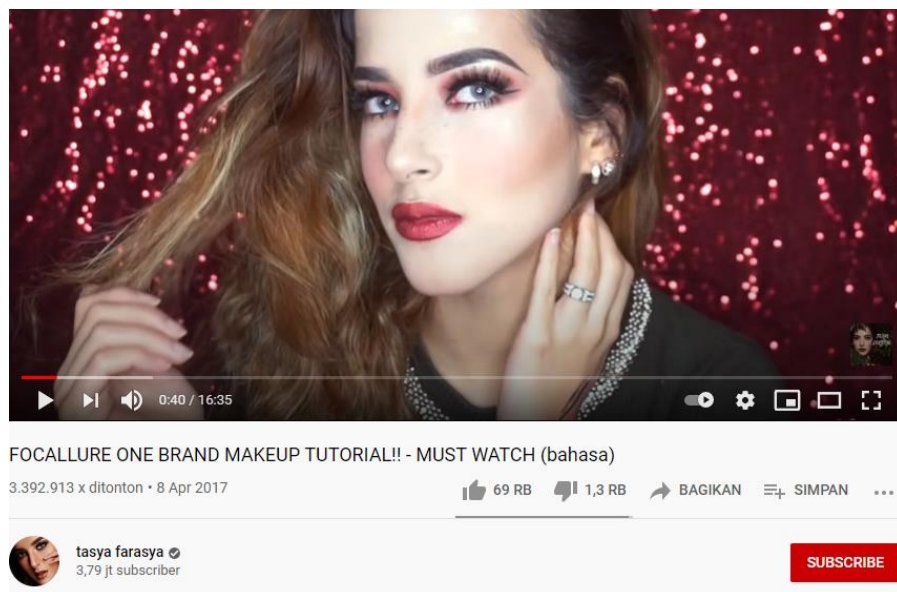 0:40 / 16:35
FOCALLURE ONE BRAND MAKEUP TUTORIAL!! - MUST WATCH (bahasa)
3.392.913 x ditonton • 8 Apr 2017
69 RB 1,3 RB BAGIKAN SIMPAN
tasya farasya
3,79 jt subscriber
SUBSCRIBE